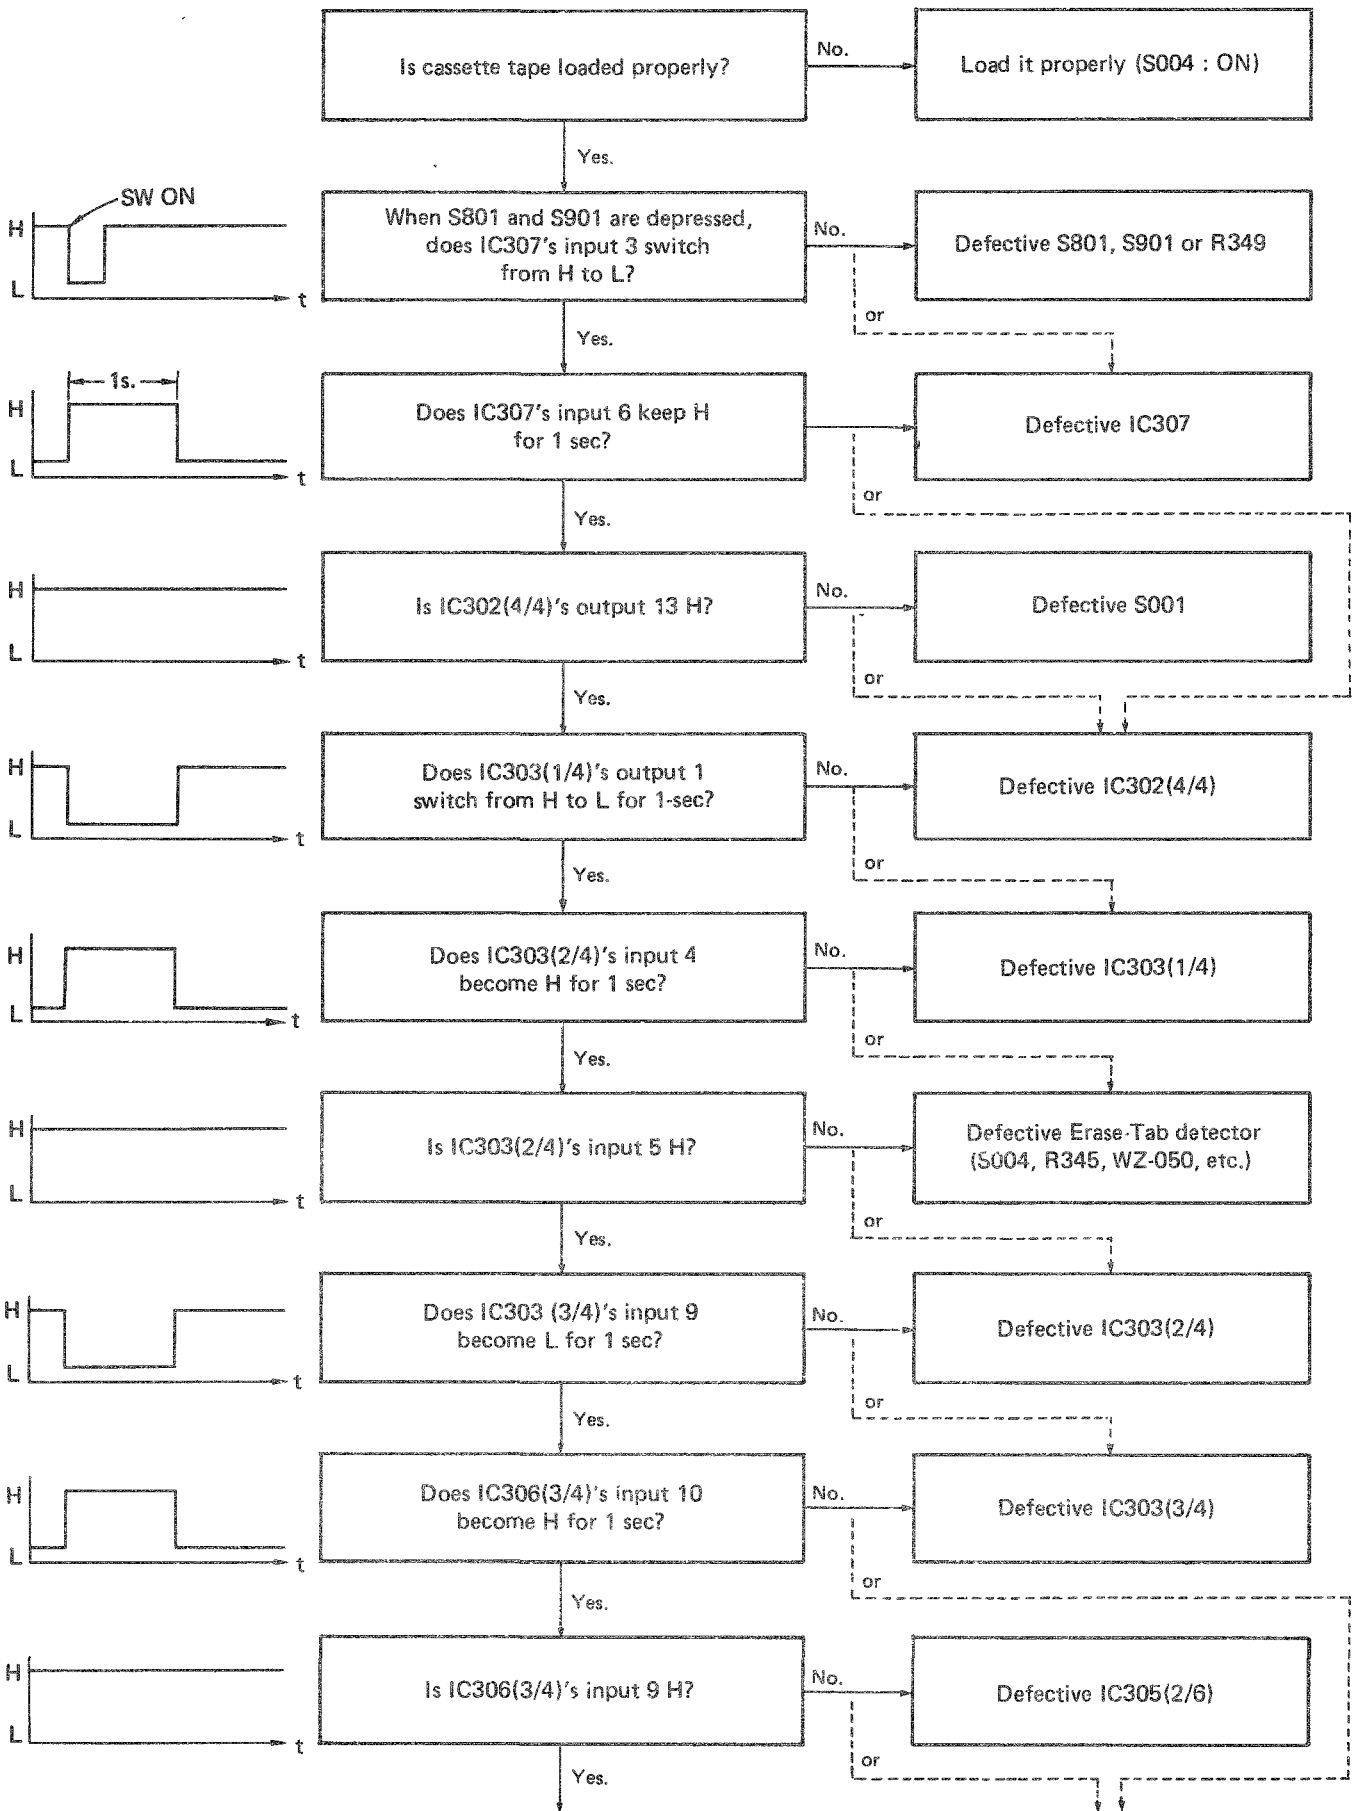 Is cassette tape loaded properly?
No.
Load it properly (S004 : ON)
Yes.
SW ON
H
L
t
When S801 and S901 are depressed,
does IC307's input 3 switch
from H to L?
No.
Defective S801, S901 or R349
or
Yes.
1s.
H
L
t
Does IC307's input 6 keep H
for 1 sec?
Defective IC307
or
Yes.
H
L
t
Is IC302(4/4)'s output 13 H?
No.
Defective S001
or
Yes.
H
L
t
Does IC303(1/4)'s output 1
switch from H to L for 1-sec?
No.
Defective IC302(4/4)
or
Yes.
H
L
t
Does IC303(2/4)'s input 4
become H for 1 sec?
No.
Defective IC303(1/4)
or
Yes.
H
L
t
Is IC303(2/4)'s input 5 H?
No.
Defective Erase-Tab detector
(S004, R345, WZ-050, etc.)
or
Yes.
H
L
t
Does IC303 (3/4)'s input 9
become L for 1 sec?
No.
Defective IC303(2/4)
or
Yes.
H
L
t
Does IC306(3/4)'s input 10
become H for 1 sec?
No.
Defective IC303(3/4)
or
Yes.
H
L
t
Is IC306(3/4)'s input 9 H?
No.
Defective IC305(2/6)
or
Yes.